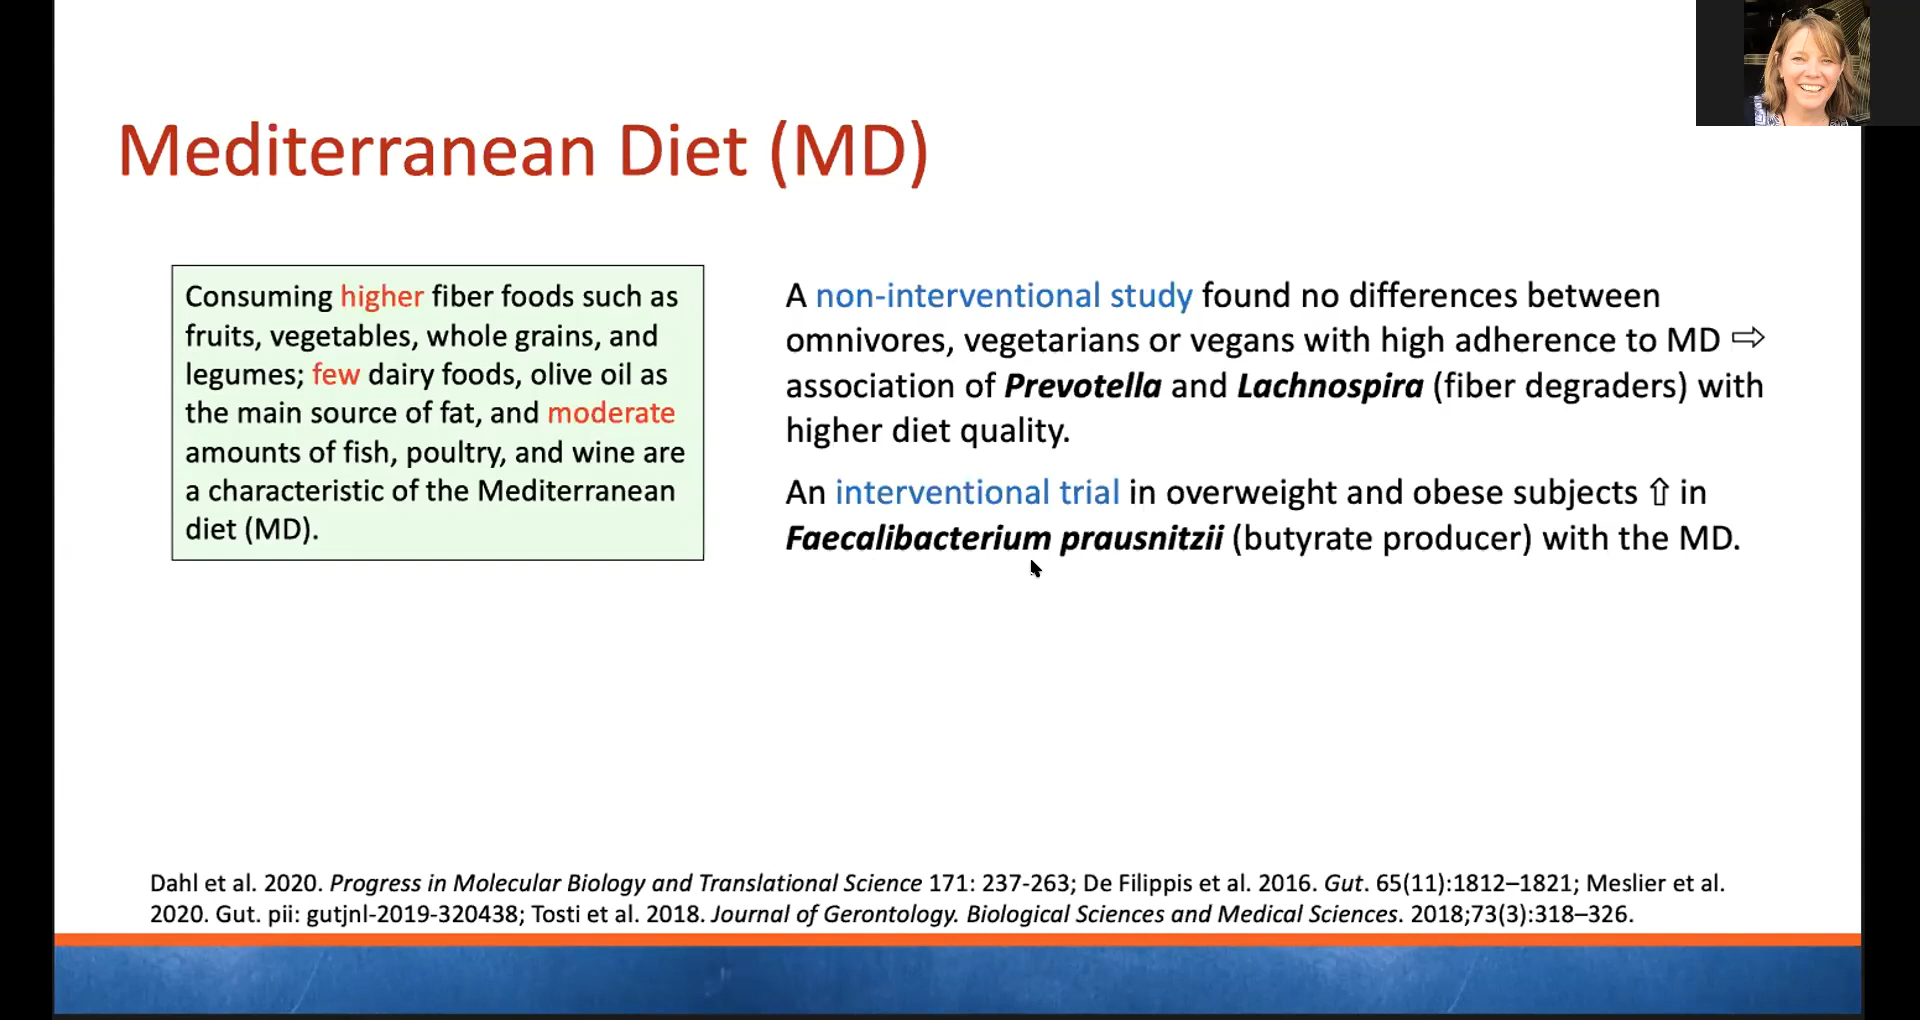 Mediterranean Diet (MD)
Consuming higher fiber foods such as
fruits, vegetables, whole grains, and
legumes; few dairy foods, olive oil as
the main source of fat, and moderate
amounts of fish, poultry, and wine are
a characteristic of the Mediterranean
diet (MD).
A non-interventional study found no differences between
omnivores, vegetarians or vegans with high adherence to MD ⇨
association of Prevotella and Lachnospira (fiber degraders) with
higher diet quality.
An interventional trial in overweight and obese subjects ⇧ in
Faecalibacterium prausnitzii (butyrate producer) with the MD.
Dahl et al. 2020. Progress in Molecular Biology and Translational Science 171: 237-263; De Filippis et al. 2016. Gut. 65(11):1812–1821; Meslier et al.
2020. Gut. pii: gutjnl-2019-320438; Tosti et al. 2018. Journal of Gerontology. Biological Sciences and Medical Sciences. 2018;73(3):318–326.